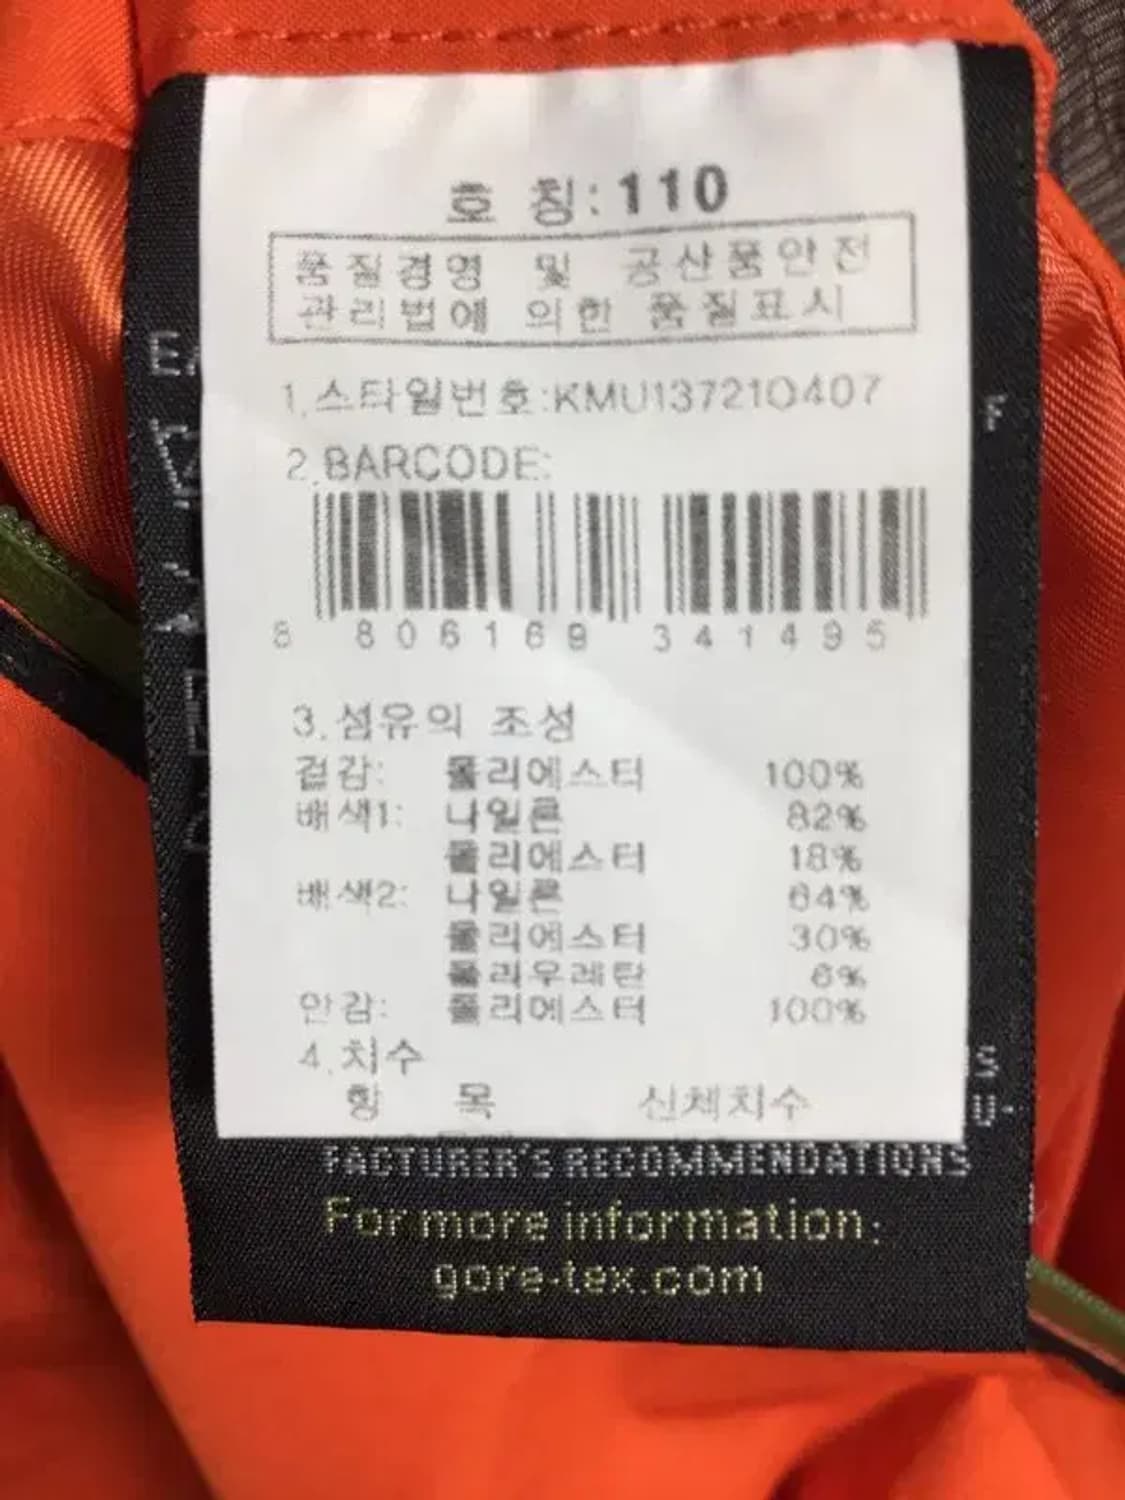 호 칭:110
품질경영 및 공산품안전
관리법에 의한 품질표시
1.스타일번호:KMU137210407
2.BARCODE:
8 806169 341495
3.섬유의 조성
겉감: 폴리에스터 100%
배색1: 나일론 82%
폴리에스터 18%
배색2: 나일론 64%
폴리에스터 30%
폴리우레탄 6%
안감: 폴리에스터 100%
4.치수
항 목 신체치수
FACTURER'S RECOMMENDATIONS
For more information:
gore-tex.com